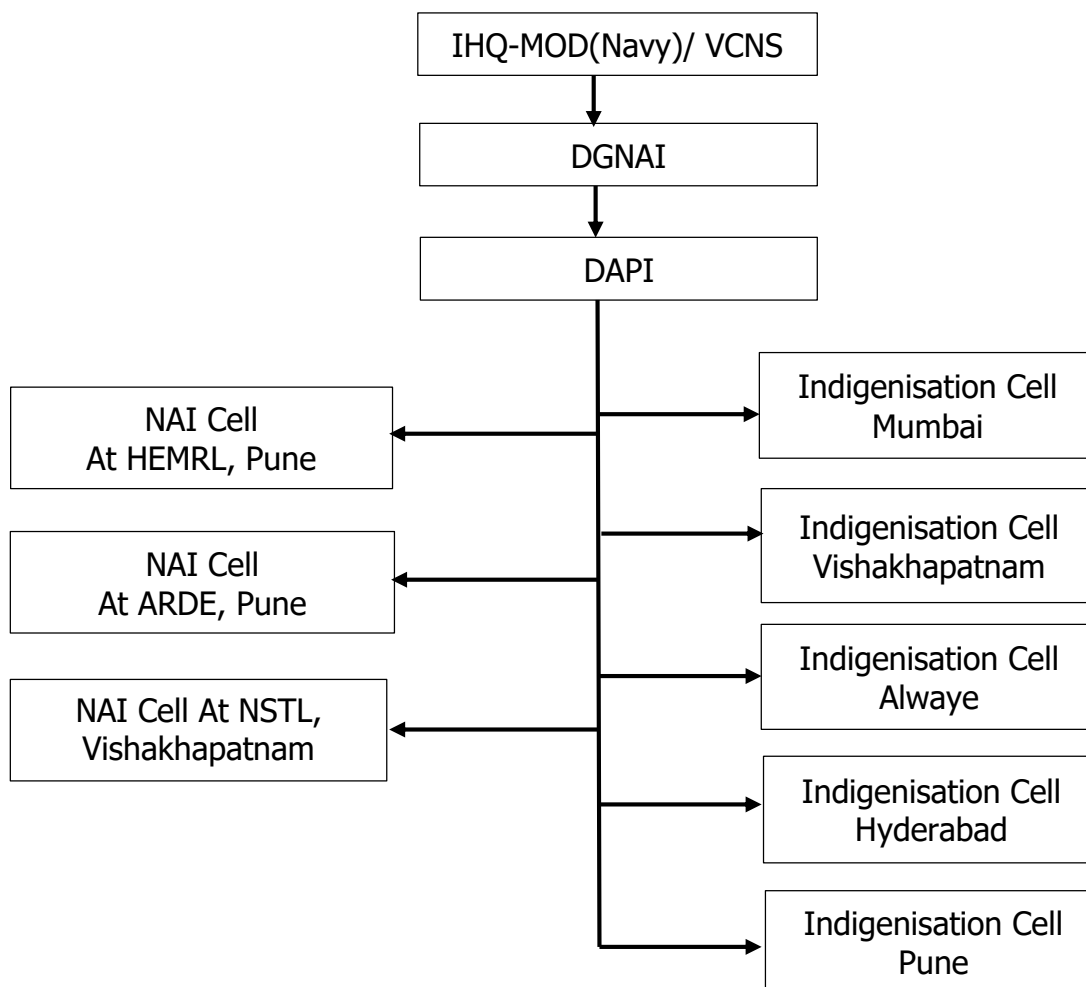 IHQ-MOD(Navy)/ VCNS
DGNAI
DAPI
NAI Cell
At HEMRL, Pune
NAI Cell
At ARDE, Pune
NAI Cell At NSTL,
Vishakhapatnam
Indigenisation Cell
Mumbai
Indigenisation Cell
Vishakhapatnam
Indigenisation Cell
Alwaye
Indigenisation Cell
Hyderabad
Indigenisation Cell
Pune